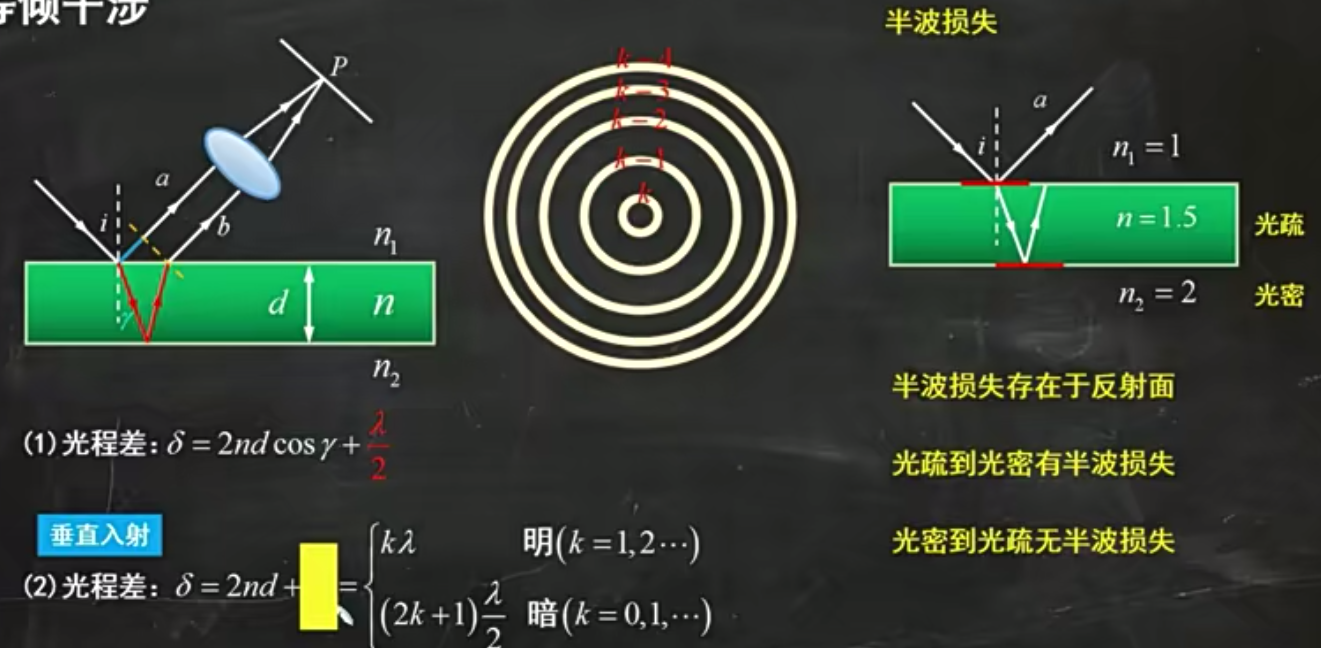 倾干涉
P
a
b
i
n₁
γ
d
n
n₂
k－4
k－3
k－2
k－1
k
半波损失
a
i
n₁ = 1
n = 1.5
光疏
n₂ = 2
光密
半波损失存在于反射面
光疏到光密有半波损失
光密到光疏无半波损失
(1) 光程差: δ = 2nd cos γ + λ/2
垂直入射
(2) 光程差: δ = 2nd + = { kλ 明(k = 1,2⋯)
(2k+1) λ/2 暗(k = 0,1,⋯)